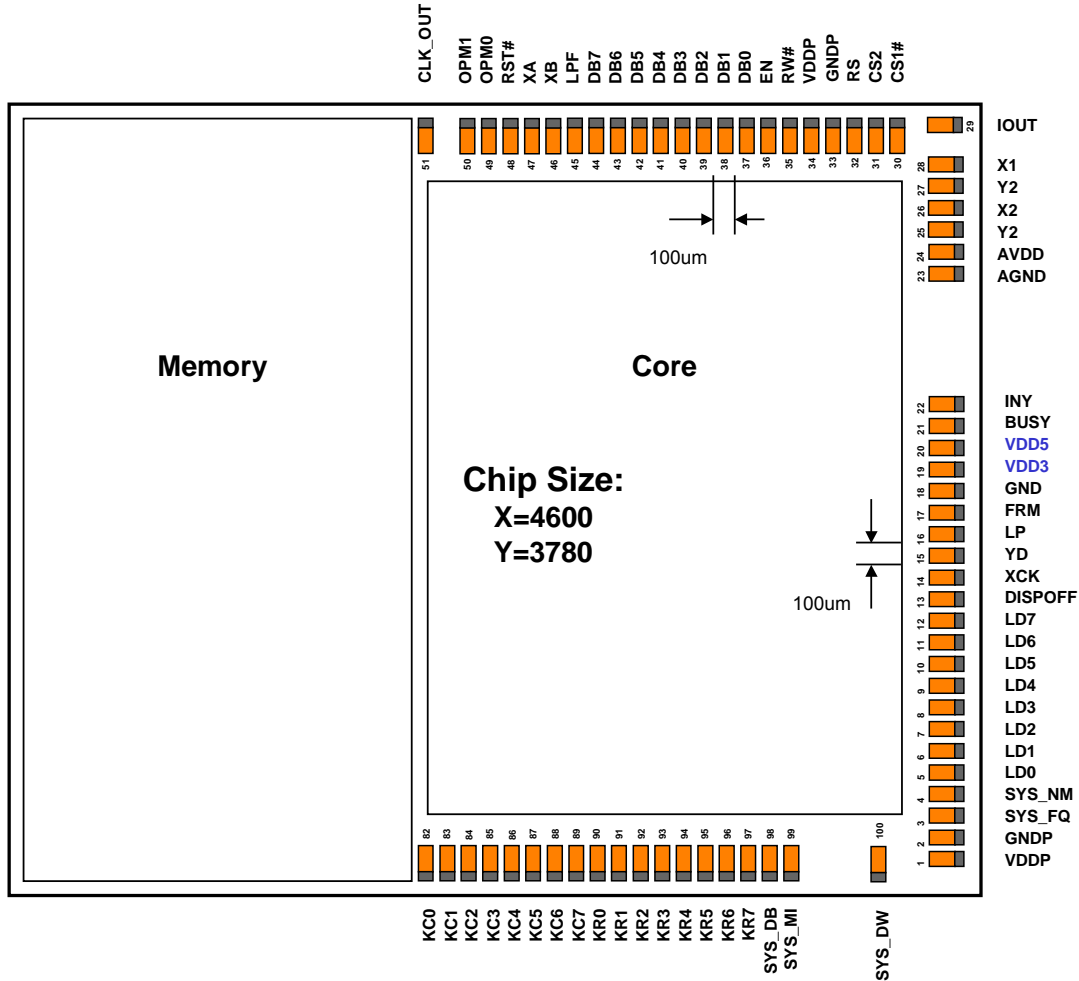 CLK_OUT
OPM1
OPM0
RST#
XA
XB
LPF
DB7
DB6
DB5
DB4
DB3
DB2
DB1
DB0
EN
RW#
VDDP
GNDP
RS
CS2
CS1#
51
50
49
48
47
46
45
44
43
42
41
40
39
38
37
36
35
34
33
32
31
30
29 IOUT
28 X1
27 Y2
26 X2
25 Y2
24 AVDD
23 AGND
100um
Memory
Core
Chip Size:
X=4600
Y=3780
100um
22 INY
21 BUSY
20 VDD5
19 VDD3
18 GND
17 FRM
16 LP
15 YD
14 XCK
13 DISPOFF
12 LD7
11 LD6
10 LD5
9 LD4
8 LD3
7 LD2
6 LD1
5 LD0
4 SYS_NM
3 SYS_FQ
2 GNDP
1 VDDP
82
83
84
85
86
87
88
89
90
91
92
93
94
95
96
97
98
99
100
KC0
KC1
KC2
KC3
KC4
KC5
KC6
KC7
KR0
KR1
KR2
KR3
KR4
KR5
KR6
KR7
SYS_DB
SYS_MI
SYS_DW